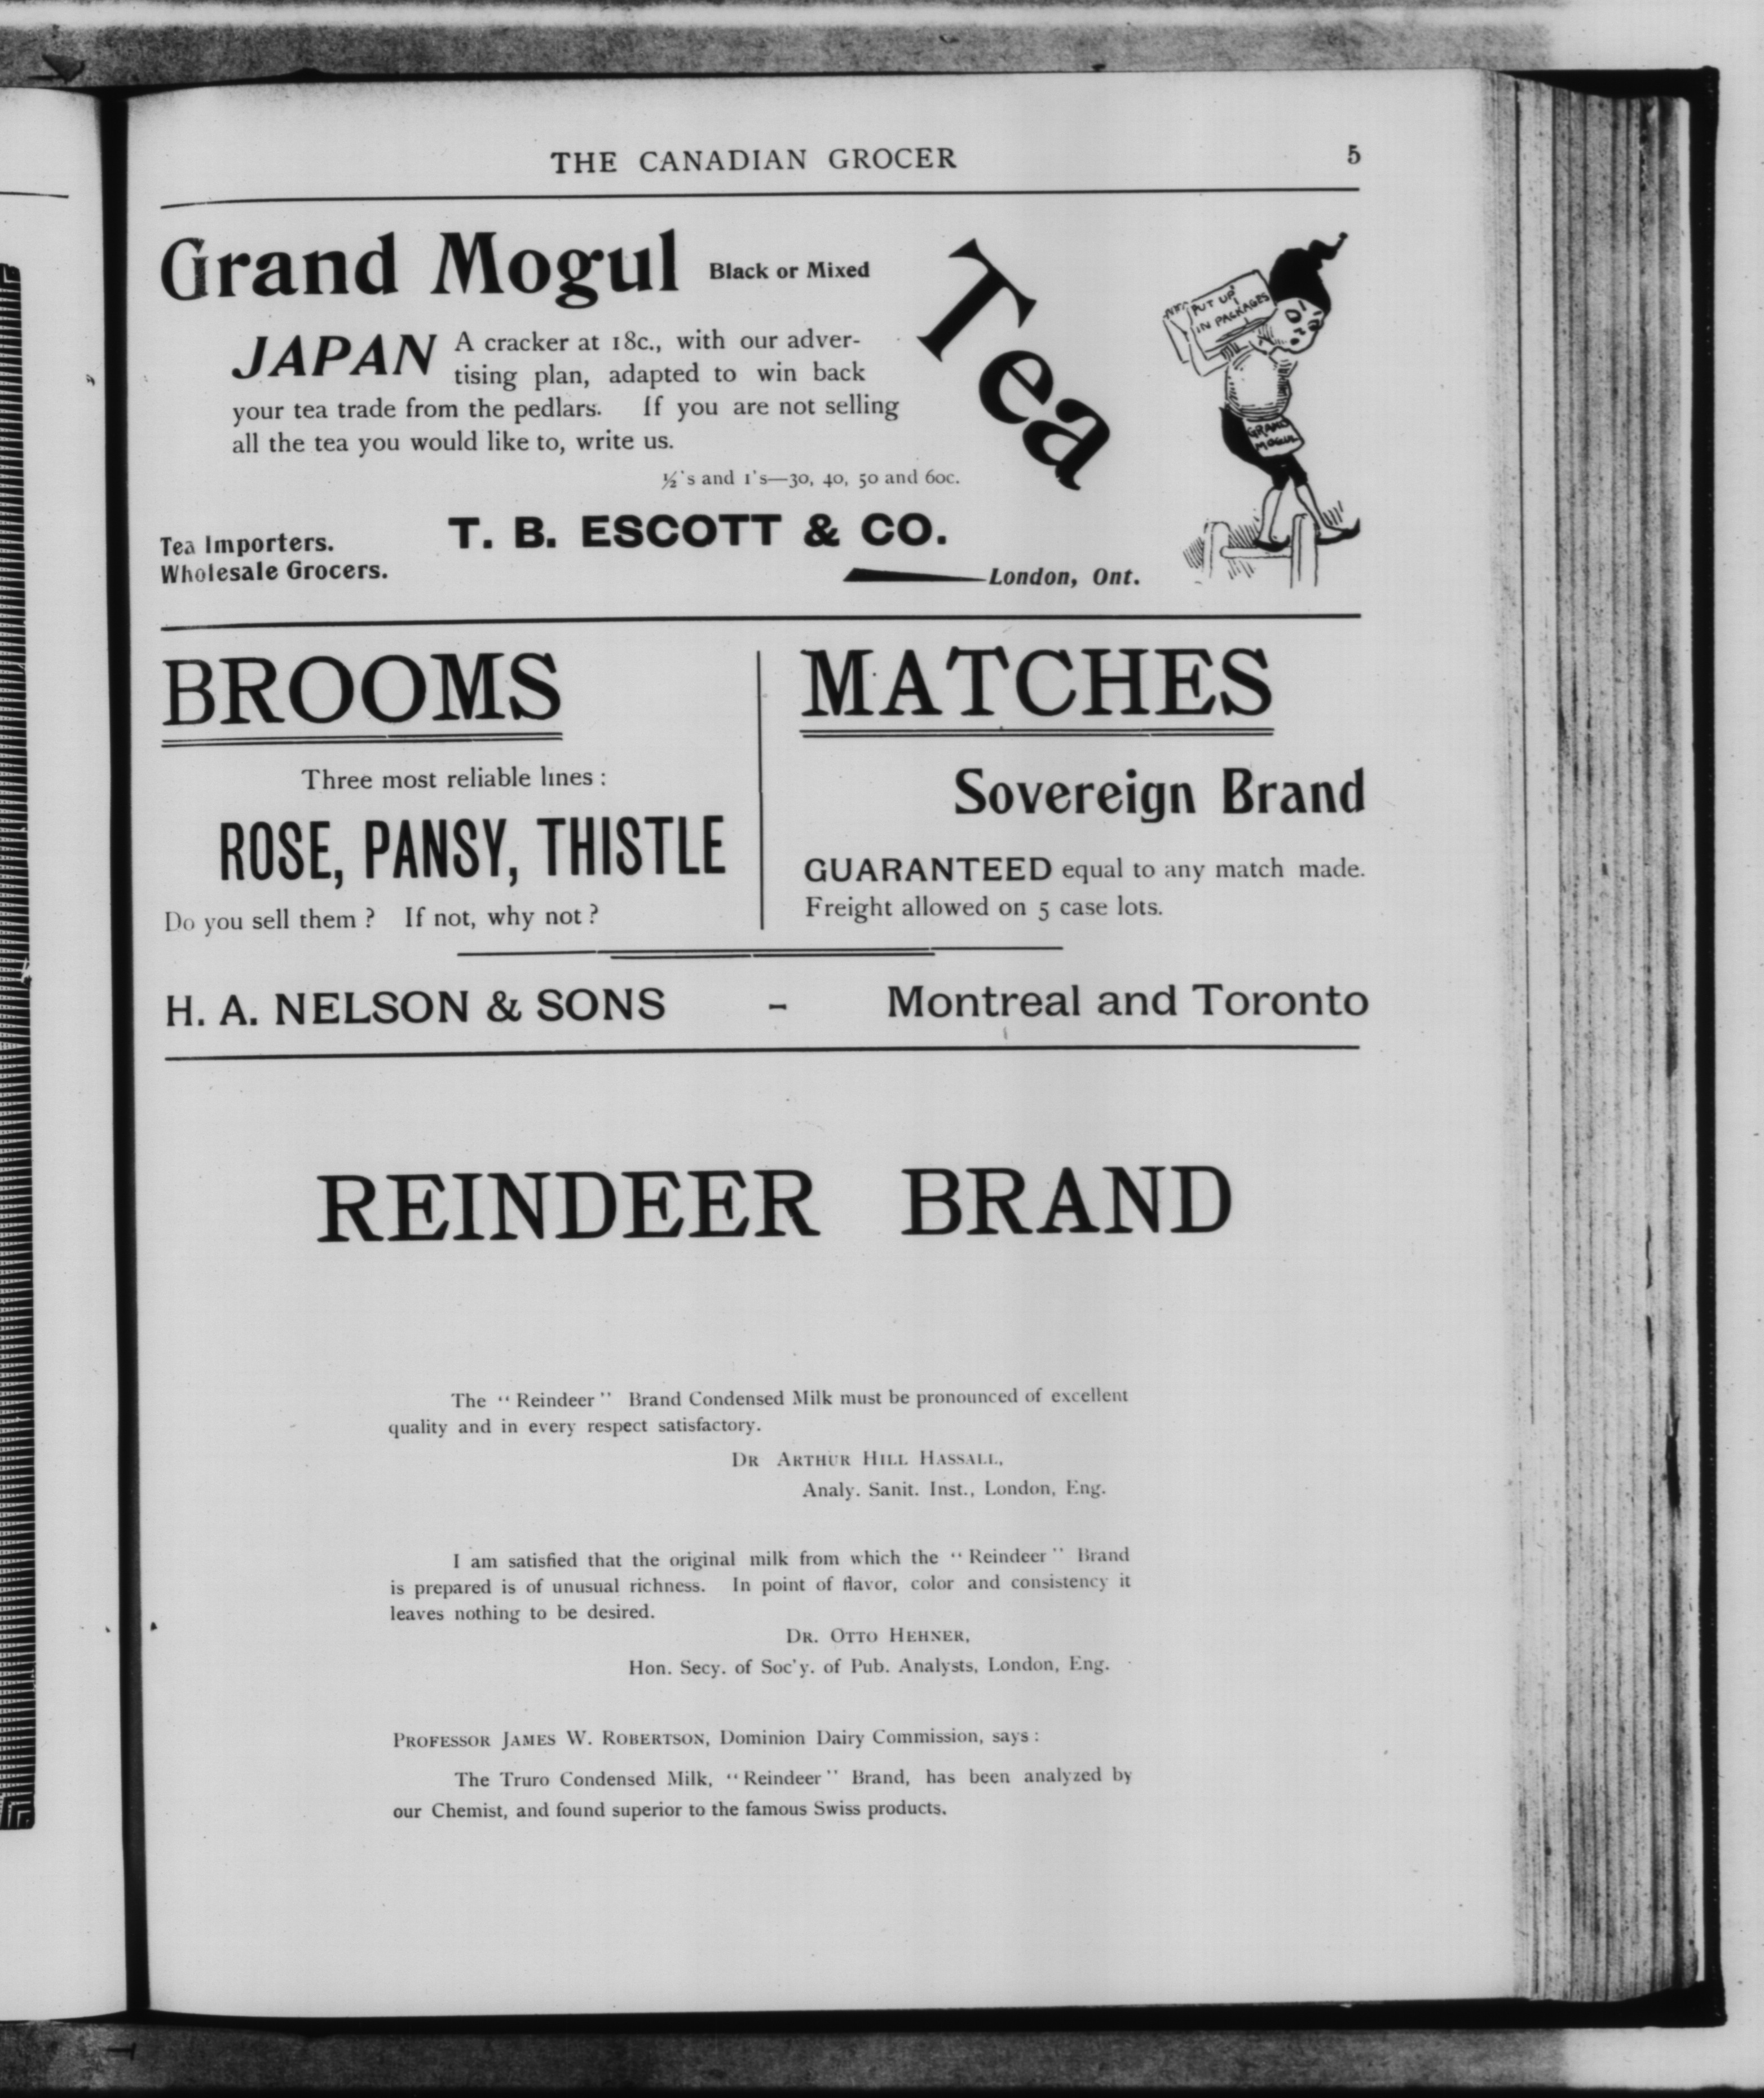 THE CANADIAN GROCER 5
Grand Mogul Black or Mixed Tea
JAPAN A cracker at 18c., with our adver-
tising plan, adapted to win back
your tea trade from the pedlars. If you are not selling
all the tea you would like to, write us.
½'s and 1's—30, 40, 50 and 60c.
PUT UP
IN PACKAGES
GRAND
MOGUL
Tea Importers.
Wholesale Grocers.
T. B. ESCOTT & CO.
London, Ont.
BROOMS
Three most reliable lines :
ROSE, PANSY, THISTLE
Do you sell them ? If not, why not ?
MATCHES
Sovereign Brand
GUARANTEED equal to any match made.
Freight allowed on 5 case lots.
H. A. NELSON & SONS - Montreal and Toronto
REINDEER BRAND
The “ Reindeer ” Brand Condensed Milk must be pronounced of excellent
quality and in every respect satisfactory.
DR ARTHUR HILL HASSALL,
Analy. Sanit. Inst., London, Eng.
I am satisfied that the original milk from which the “ Reindeer ” Brand
is prepared is of unusual richness. In point of flavor, color and consistency it
leaves nothing to be desired.
DR. OTTO HEHNER,
Hon. Secy. of Soc'y. of Pub. Analysts, London, Eng.
PROFESSOR JAMES W. ROBERTSON, Dominion Dairy Commission, says :
The Truro Condensed Milk, “ Reindeer ” Brand, has been analyzed by
our Chemist, and found superior to the famous Swiss products.